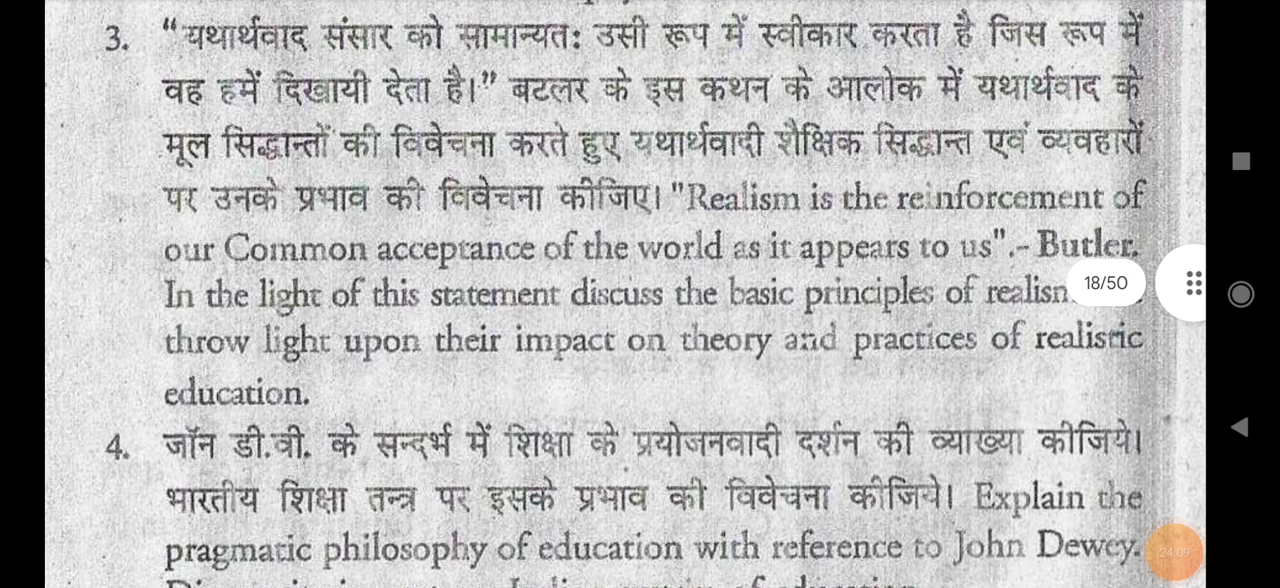 3. “यथार्थवाद संसार को सामान्यतः उसी रूप में स्वीकार करता है जिस रूप में
वह हमें दिखायी देता है।” बटलर के इस कथन के आलोक में यथार्थवाद के
मूल सिद्धान्तों की विवेचना करते हुए यथार्थवादी शैक्षिक सिद्धान्त एवं व्यवहारों
पर उनके प्रभाव की विवेचना कीजिए। "Realism is the reinforcement of
our Common acceptance of the world as it appears to us".- Butler.
In the light of this statement discuss the basic principles of
18/50
throw light upon their impact on theory and practices of realistic
education.
4. जॉन डी.वी. के सन्दर्भ में शिक्षा के प्रयोजनवादी दर्शन की व्याख्या कीजिये।
भारतीय शिक्षा तन्त्र पर इसके प्रभाव की विवेचना कीजिये। Explain the
pragmatic philosophy of education with reference to John Dewey.
24:09